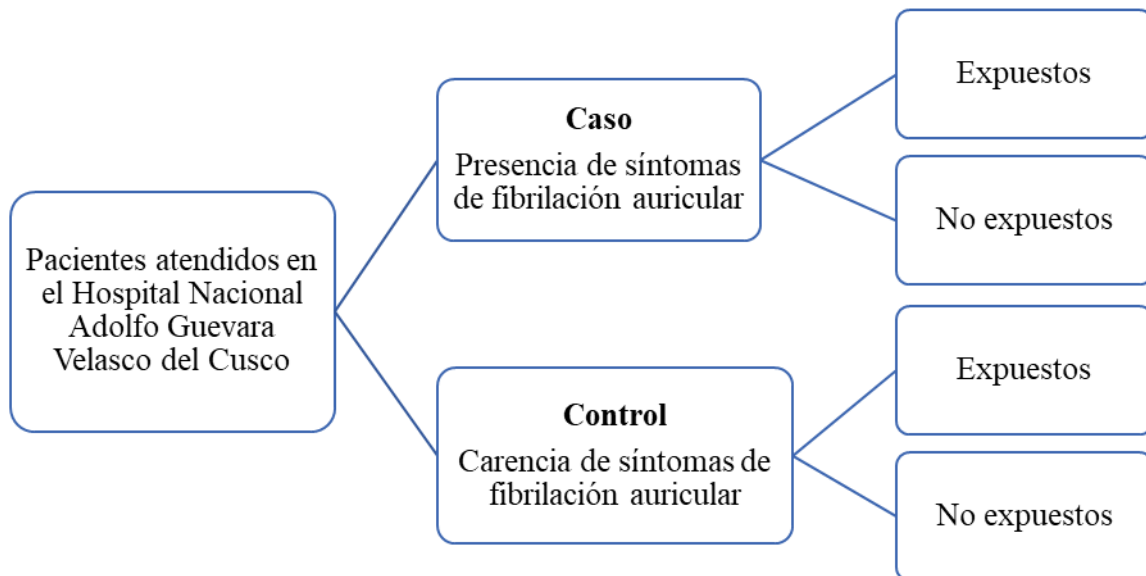 Pacientes atendidos en
el Hospital Nacional
Adolfo Guevara
Velasco del Cusco
Caso
Presencia de síntomas
de fibrilación auricular
Expuestos
No expuestos
Control
Carencia de síntomas de
fibrilación auricular
Expuestos
No expuestos